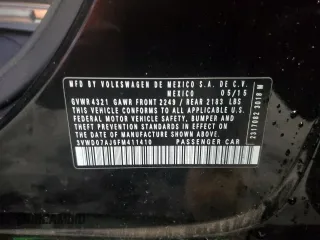 MFD. BY VOLKSWAGEN DE MEXICO S.A. DE C.V.
MEXICO 05/15
GVWR 4321 GAWR FRONT 2249 / REAR 2183 LBS
THIS VEHICLE CONFORMS TO ALL APPLICABLE U.S.
FEDERAL MOTOR VEHICLE SAFETY, BUMPER AND
THEFT PREVENTION STANDARDS IN EFFECT ON
THE DATE OF MANUFACTURE SHOWN ABOVE.
3VWD07AJ9FM411410 PASSENGER CAR